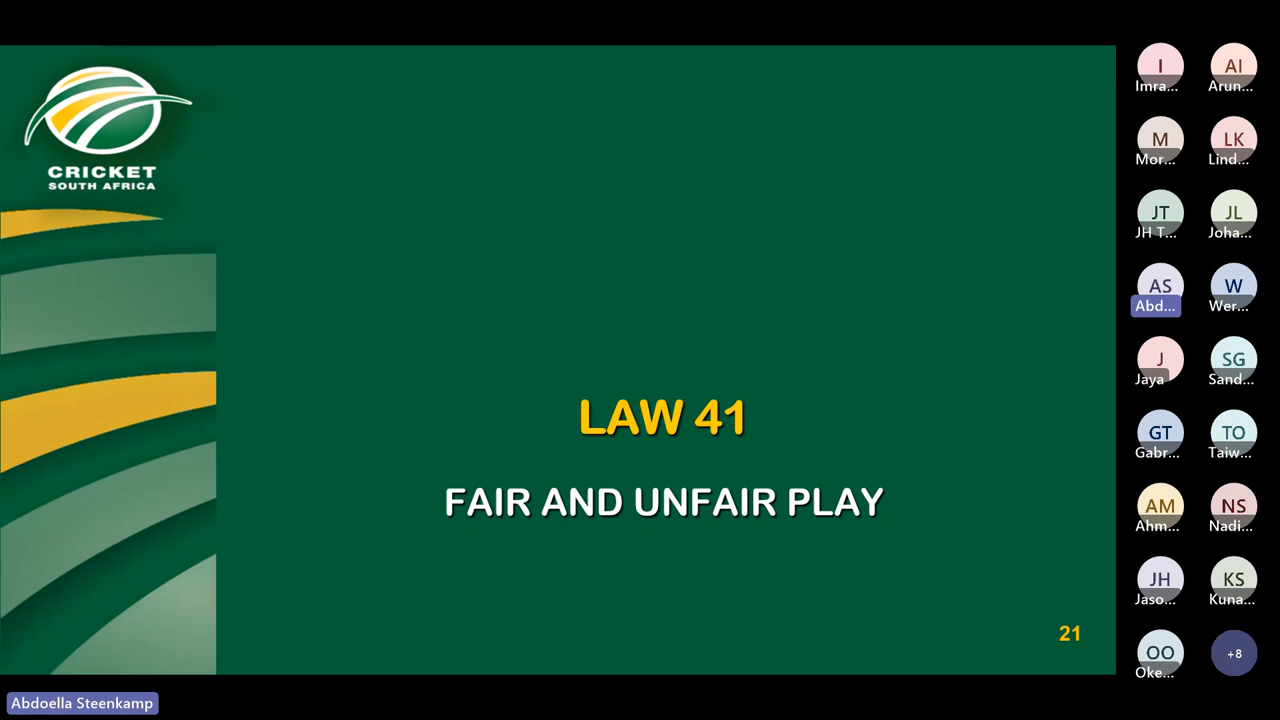 CRICKET
SOUTH AFRICA
LAW 41
FAIR AND UNFAIR PLAY
21
Abdoella Steenkamp
I
Imra...
AI
Arun...
M
Mor...
LK
Lind...
JT
JH T...
JL
Joha...
AS
Abd...
W
Wer...
J
Jaya
SG
Sand...
GT
Gabr...
TO
Taiw...
AM
Ahm...
NS
Nadi...
JH
Jaso...
KS
Kuna...
OO
Oke...
+8